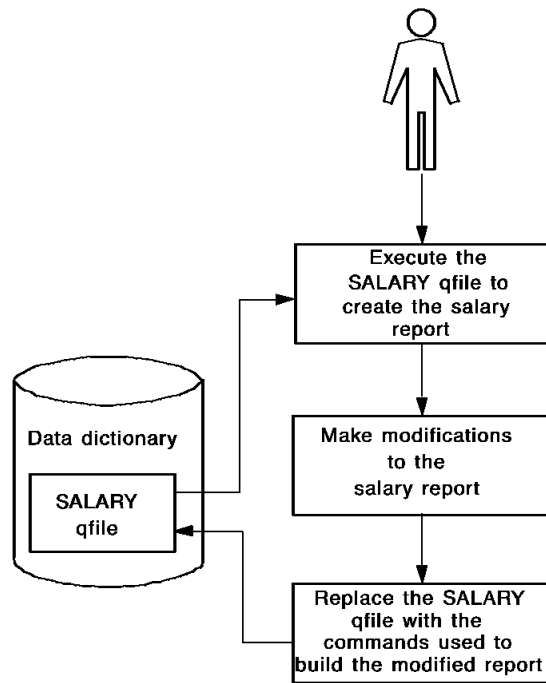 Execute the
SALARY qfile to
create the salary
report
Data dictionary
SALARY
qfile
Make modifications
to the
salary report
Replace the SALARY
qfile with the
commands used to
build the modified report